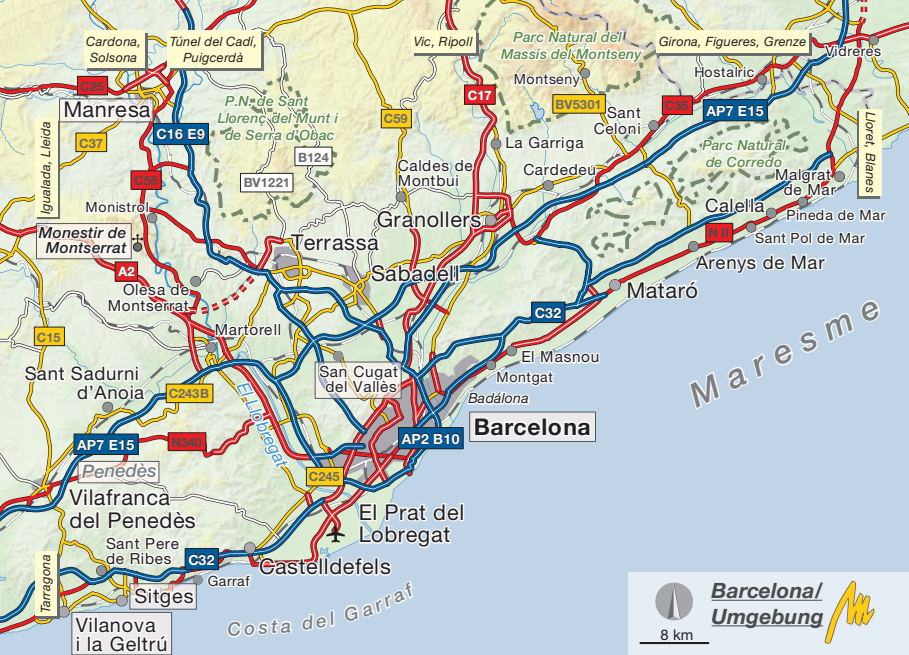 Cardona,
Solsona
Túnel del Cadí,
Puigcerdà
Vic, Ripoll
Parc Natural del
Massis del Montseny
Girona, Figueres, Grenze
Vidreres
Hostalric
Montseny
C25
Manresa
P.N. de Sant
Llorenç del Munt i
de Serra d'Obac
C17
BV5301
C35
AP7 E15
C59
Sant
Celoni
Igualada, Lleida
C37
C16 E9
B124
La Garriga
Parc Natural
de Corredo
Lloret, Blanes
C55
BV1221
Caldes de
Montbui
Cardedeu
Malgrat
de Mar
Monistrol
Granollers
Calella
Pineda de Mar
Monestir de
Montserrat
Terrassa
N II
Sant Pol de Mar
A2
Sabadell
Arenys de Mar
Olesa de
Montserrat
Mataró
C32
Maresme
C15
Martorell
El Masnou
Sant Sadurni
d'Anoia
San Cugat
del Vallès
Montgat
C243B
El Llobregat
Badálona
Barcelona
AP7 E15
N340
AP2 B10
Penedès
C245
Vilafranca
del Penedès
El Prat del
Lobregat
Sant Pere
de Ribes
C32
Castelldefels
Tarragona
Garraf
Sitges
Costa del Garraf
Vilanova
i la Geltrú
Barcelona/
Umgebung
8 km